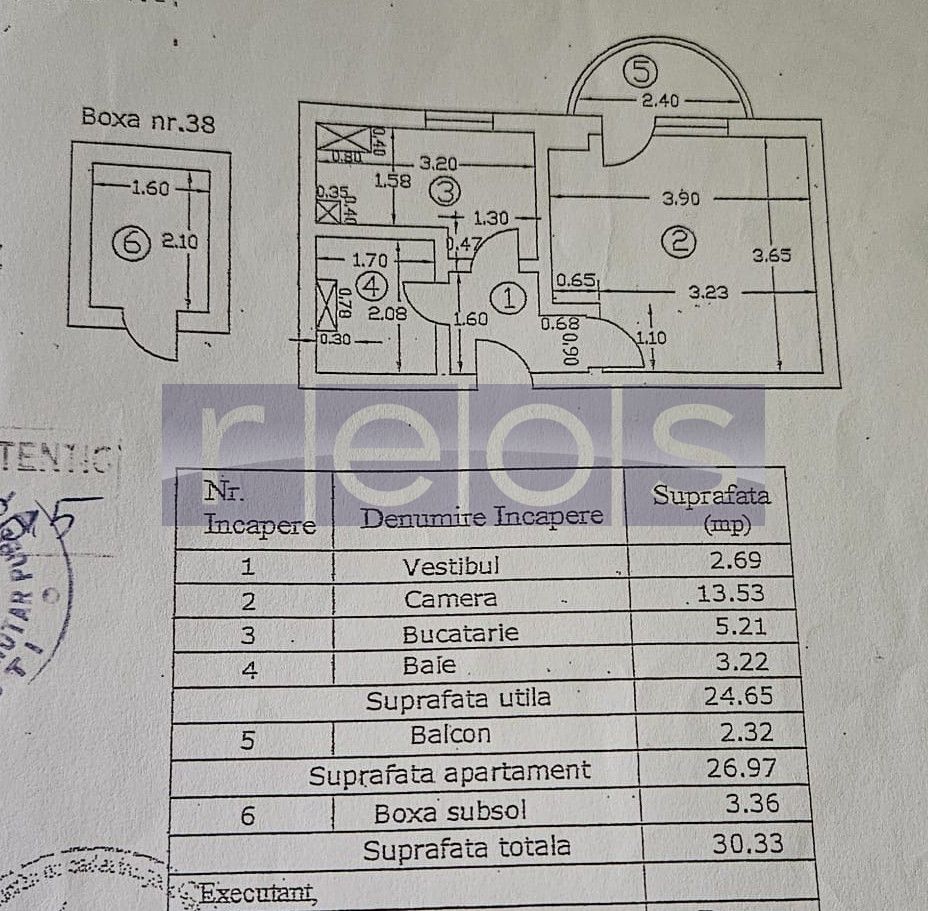 Boxa nr.38
1.60
6
2.10
5
2.40
0.40
0.80
3.20
1.58
3
0.35
0.40
1.30
0.47
3.90
2
3.65
1.70
4
0.78
2.08
0.30
1.60
1
0.65
3.23
0.68
0.90
1.10
relos
TENTIC
Nr.
Incapere
Denumire Incapere
Suprafata
(mp)
1 Vestibul 2.69
2 Camera 13.53
3 Bucatarie 5.21
4 Baie 3.22
Suprafata utila 24.65
5 Balcon 2.32
Suprafata apartament 26.97
6 Boxa subsol 3.36
Suprafata totala 30.33
Executant,